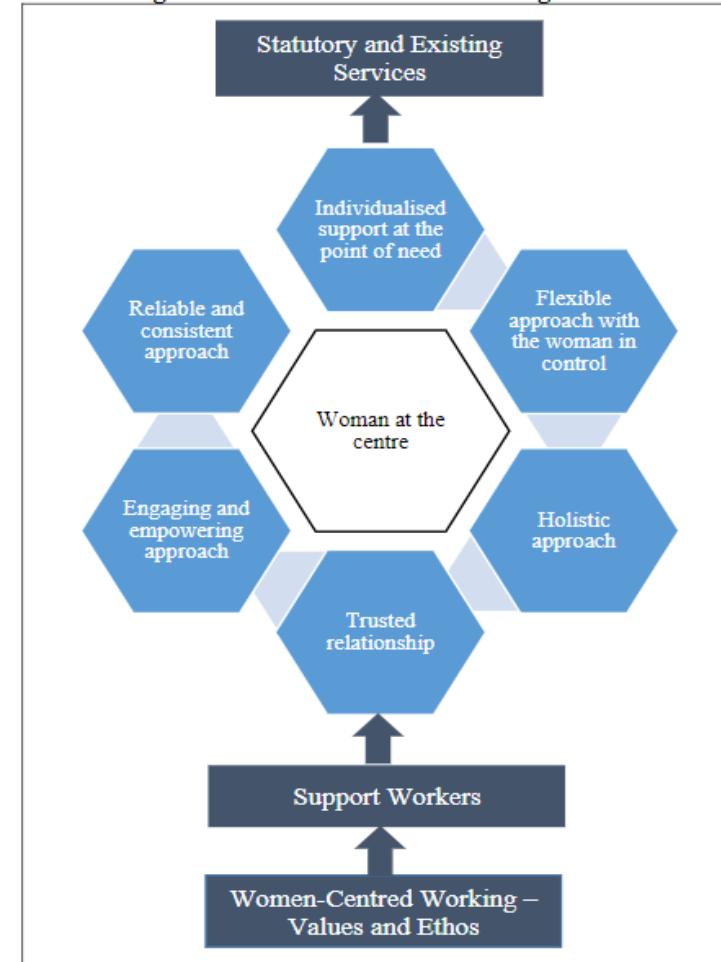 Statutory and Existing
Services
Individualised
support at the
point of need
Reliable and
consistent
approach
Flexible
approach with
the woman in
control
Woman at the
centre
Engaging and
empowering
approach
Holistic
approach
Trusted
relationship
Support Workers
Women-Centred Working –
Values and Ethos